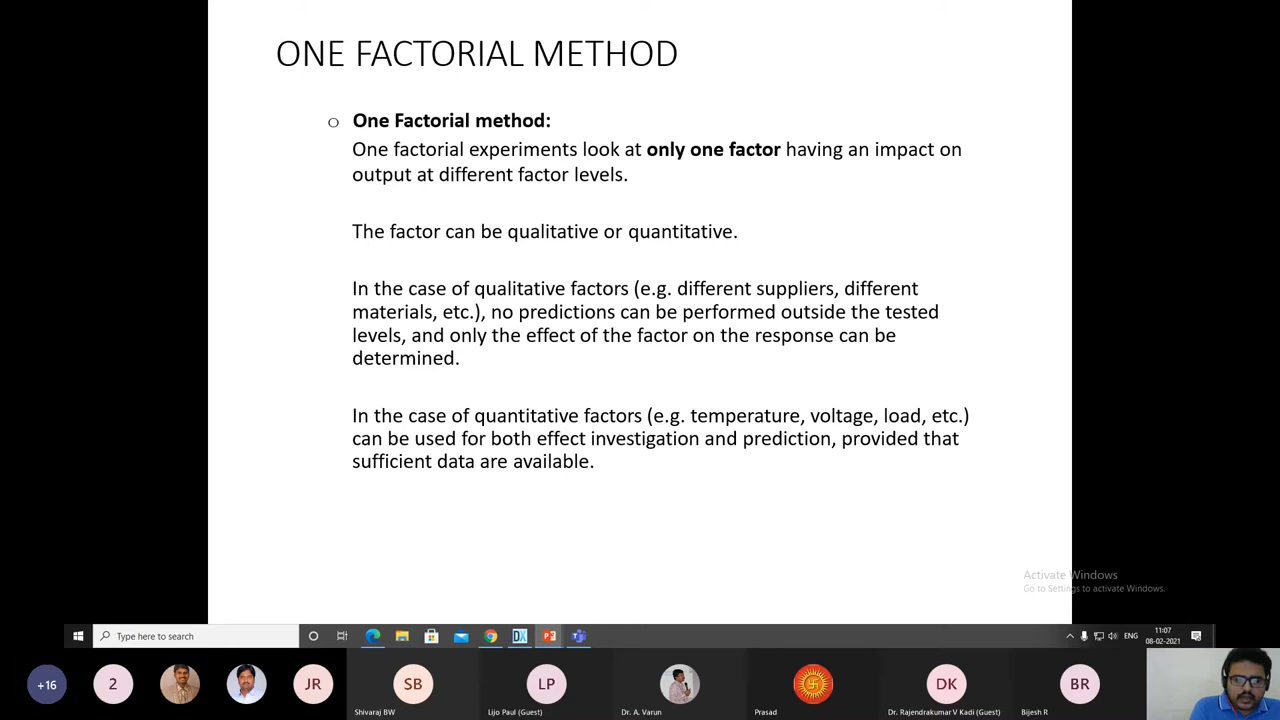 ONE FACTORIAL METHOD
One Factorial method:
One factorial experiments look at only one factor having an impact on
output at different factor levels.
The factor can be qualitative or quantitative.
In the case of qualitative factors (e.g. different suppliers, different
materials, etc.), no predictions can be performed outside the tested
levels, and only the effect of the factor on the response can be
determined.
In the case of quantitative factors (e.g. temperature, voltage, load, etc.)
can be used for both effect investigation and prediction, provided that
sufficient data are available.
Activate Windows
Go to Settings to activate Windows.
Type here to search
DX
ENG
11:07
08-02-2021
+16
2
JR
SB
LP
DK
BR
Shivaraj BW
Lijo Paul (Guest)
Dr. A. Varun
Prasad
Dr. Rajendrakumar V Kadi (Guest)
Bijesh R